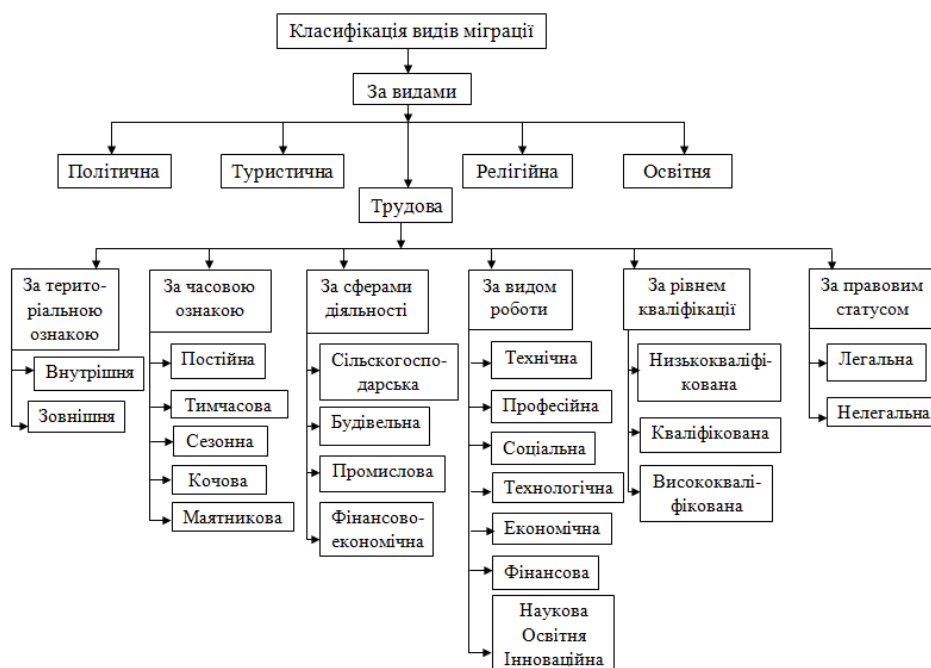 Класифікація видів міграції
За видами
Політична
Туристична
Релігійна
Освітня
Трудова
За терито-
ріальною
ознакою
За часовою
ознакою
За сферами
діяльності
За видом
роботи
За рівнем
кваліфікації
За правовим
статусом
Внутрішня
Зовнішня
Постійна
Тимчасова
Сезонна
Кочова
Маятникова
Сільскогоспо-
дарська
Будівельна
Промислова
Фінансово-
економічна
Технічна
Професійна
Соціальна
Технологічна
Економічна
Фінансова
Наукова
Освітня
Інноваційна
Низькокваліфі-
кована
Кваліфікована
Висококвалі-
фікована
Легальна
Нелегальна